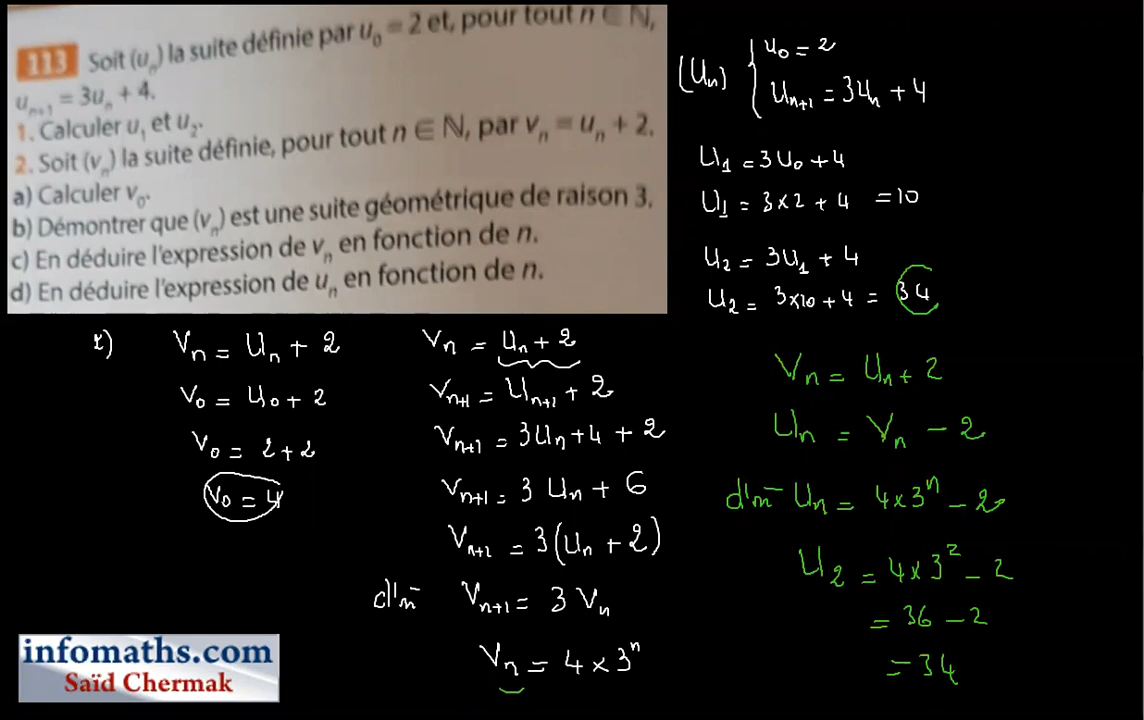 113 Soit (uₙ) la suite définie par u₀ = 2 et, pour tout n ∈ ℕ,
uₙ₊₁ = 3uₙ + 4.
1. Calculer u₁ et u₂.
2. Soit (vₙ) la suite définie, pour tout n ∈ ℕ, par vₙ = uₙ + 2.
a) Calculer v₀.
b) Démontrer que (vₙ) est une suite géométrique de raison 3.
c) En déduire l'expression de vₙ en fonction de n.
d) En déduire l'expression de uₙ en fonction de n.
(Uₙ) { u₀ = 2
Uₙ₊₁ = 3Uₙ + 4
U₁ = 3U₀ + 4
U₁ = 3×2 + 4 = 10
U₂ = 3U₁ + 4
U₂ = 3×10 + 4 = 34
2) Vₙ = Uₙ + 2
V₀ = U₀ + 2
V₀ = 2 + 2
V₀ = 4
Vₙ = Uₙ + 2
Vₙ₊₁ = Uₙ₊₁ + 2
Vₙ₊₁ = 3Uₙ + 4 + 2
Vₙ₊₁ = 3 Uₙ + 6
Vₙ₊₁ = 3(Uₙ + 2)
Vₙ₊₁ = 3 Vₙ
Vₙ = 4 × 3ⁿ
Vₙ = Uₙ + 2
Uₙ = Vₙ - 2
Uₙ = 4×3ⁿ - 2
U₂ = 4×3² - 2
= 36 - 2
= 34
infomaths.com
Saïd Chermak